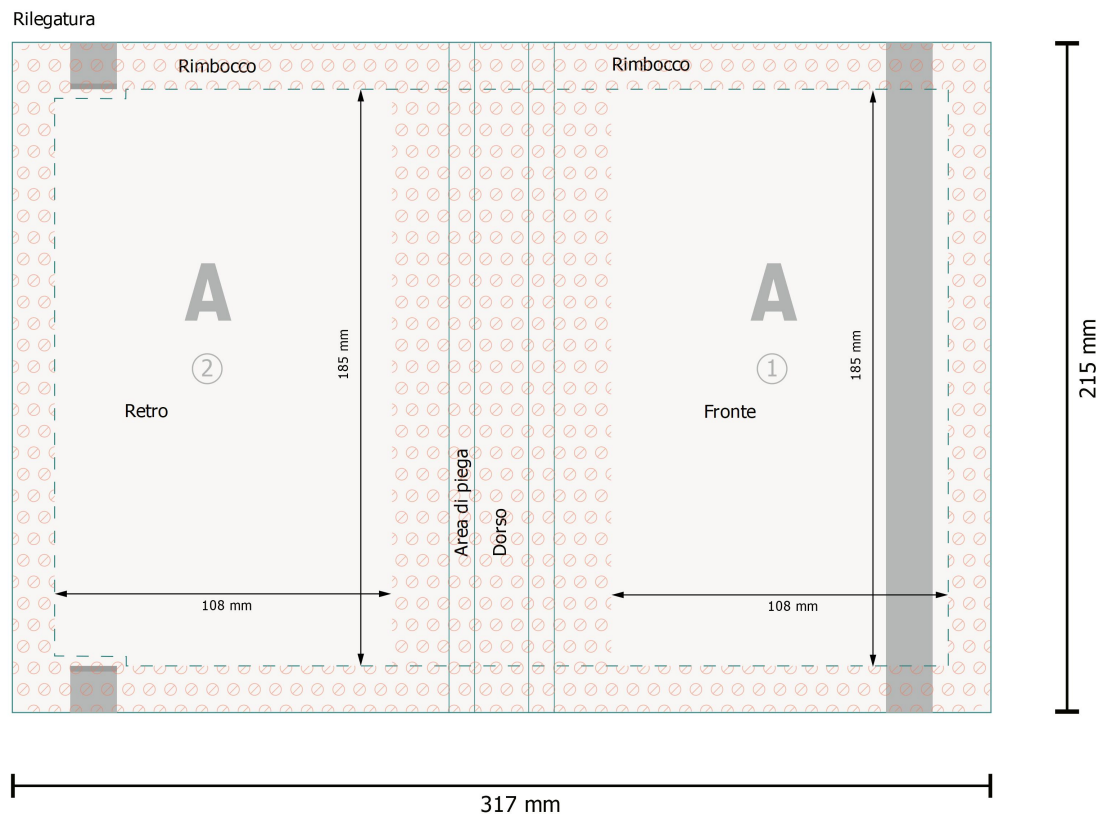 Rilegatura
Rimbocco
Rimbocco
A
A
185 mm
185 mm
2
1
Retro
Fronte
215 mm
Area di piega
Dorso
108 mm
108 mm
317 mm